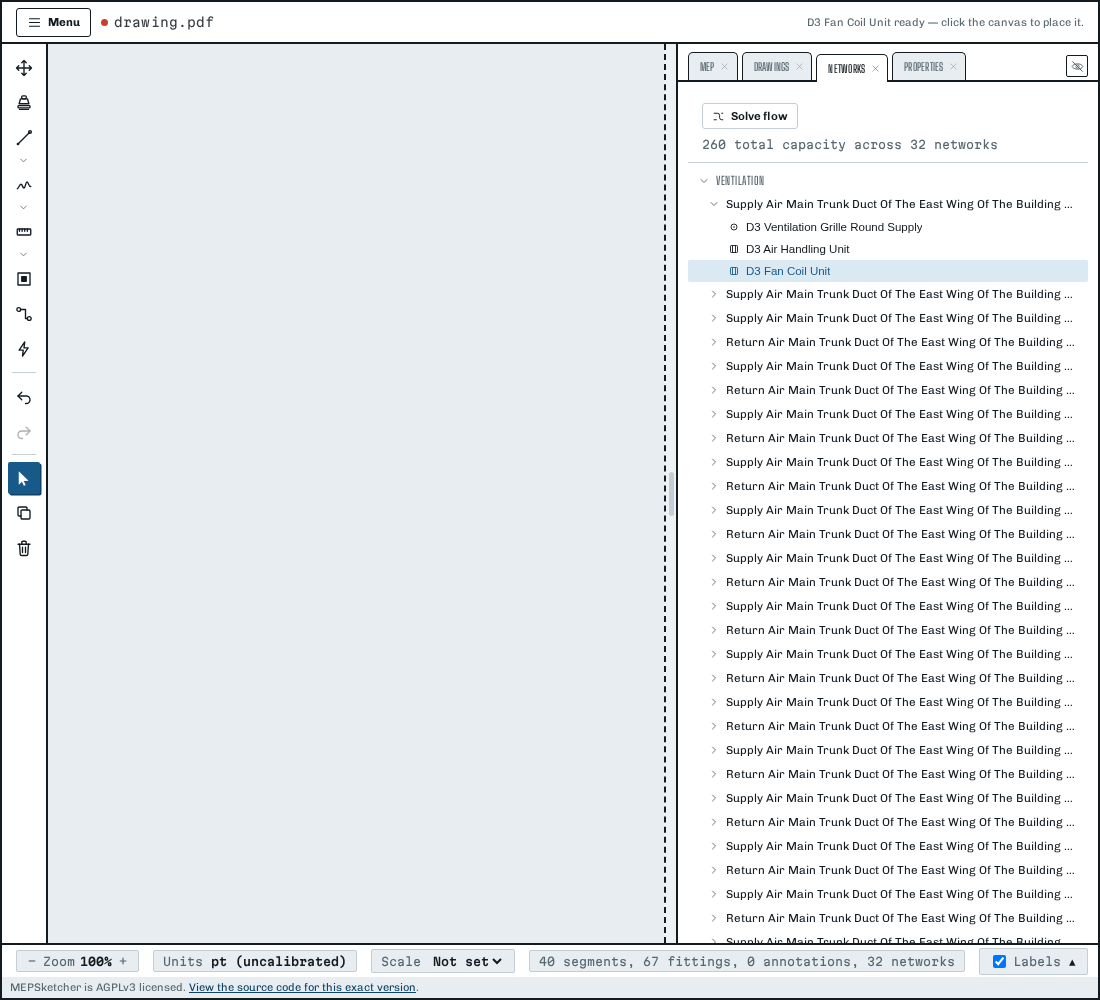 Menu
drawing.pdf
D3 Fan Coil Unit ready — click the canvas to place it.
MEP
DRAWINGS
NETWORKS
PROPERTIES
Solve flow
260 total capacity across 32 networks
VENTILATION
Supply Air Main Trunk Duct Of The East Wing Of The Building ...
D3 Ventilation Grille Round Supply
D3 Air Handling Unit
D3 Fan Coil Unit
Supply Air Main Trunk Duct Of The East Wing Of The Building ...
Supply Air Main Trunk Duct Of The East Wing Of The Building ...
Return Air Main Trunk Duct Of The East Wing Of The Building ...
Supply Air Main Trunk Duct Of The East Wing Of The Building ...
Return Air Main Trunk Duct Of The East Wing Of The Building ...
Supply Air Main Trunk Duct Of The East Wing Of The Building ...
Return Air Main Trunk Duct Of The East Wing Of The Building ...
Supply Air Main Trunk Duct Of The East Wing Of The Building ...
Return Air Main Trunk Duct Of The East Wing Of The Building ...
Supply Air Main Trunk Duct Of The East Wing Of The Building ...
Return Air Main Trunk Duct Of The East Wing Of The Building ...
Supply Air Main Trunk Duct Of The East Wing Of The Building ...
Return Air Main Trunk Duct Of The East Wing Of The Building ...
Supply Air Main Trunk Duct Of The East Wing Of The Building ...
Return Air Main Trunk Duct Of The East Wing Of The Building ...
Supply Air Main Trunk Duct Of The East Wing Of The Building ...
Return Air Main Trunk Duct Of The East Wing Of The Building ...
Supply Air Main Trunk Duct Of The East Wing Of The Building ...
Return Air Main Trunk Duct Of The East Wing Of The Building ...
Supply Air Main Trunk Duct Of The East Wing Of The Building ...
Return Air Main Trunk Duct Of The East Wing Of The Building ...
Supply Air Main Trunk Duct Of The East Wing Of The Building ...
Return Air Main Trunk Duct Of The East Wing Of The Building ...
Supply Air Main Trunk Duct Of The East Wing Of The Building ...
Return Air Main Trunk Duct Of The East Wing Of The Building ...
Supply Air Main Trunk Duct Of The East Wing Of The Building ...
Return Air Main Trunk Duct Of The East Wing Of The Building ...
Supply Air Main Trunk Duct Of The East Wing Of The Building ...
− Zoom 100% +
Units pt (uncalibrated)
Scale Not set
40 segments, 67 fittings, 0 annotations, 32 networks
Labels ▲
MEPSketcher is AGPLv3 licensed. View the source code for this exact version.